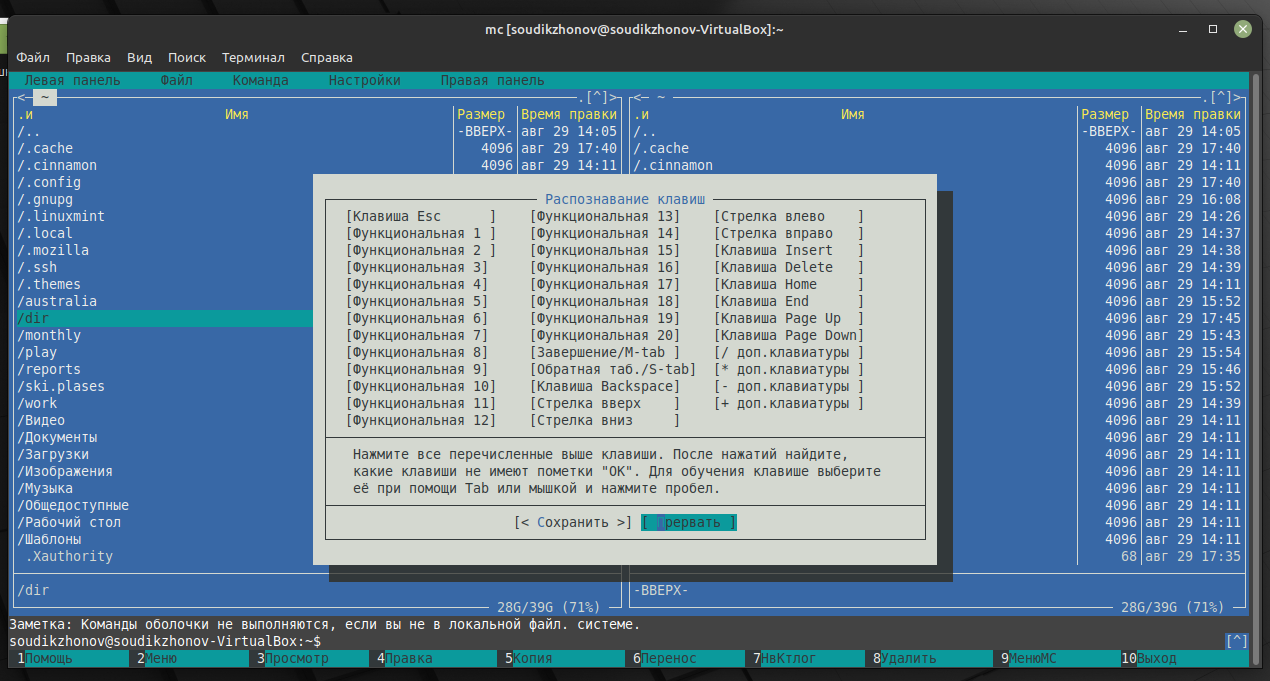 mc [soudikzhonov@soudikzhonov-VirtualBox]:~
Файл Правка Вид Поиск Терминал Справка
Левая панель Файл Команда Настройки Правая панель
<— ~ .[^]> <— ~ .[^]>
.и Имя Размер Время правки .и Имя Размер Время правки
/.. -ВВЕРХ- авг 29 14:05 /.. -ВВЕРХ- авг 29 14:05
/.cache 4096 авг 29 17:40 /.cache 4096 авг 29 17:40
/.cinnamon 4096 авг 29 14:11 /.cinnamon 4096 авг 29 14:11
/.config 4096 авг 29 17:40
/.gnupg Распознавание клавиш 4096 авг 29 16:08
/.linuxmint [Клавиша Esc ] [Функциональная 13] [Стрелка влево ] 4096 авг 29 14:26
/.local [Функциональная 1 ] [Функциональная 14] [Стрелка вправо ] 4096 авг 29 14:37
/.mozilla [Функциональная 2 ] [Функциональная 15] [Клавиша Insert ] 4096 авг 29 14:38
/.ssh [Функциональная 3] [Функциональная 16] [Клавиша Delete ] 4096 авг 29 14:39
/.themes [Функциональная 4] [Функциональная 17] [Клавиша Home ] 4096 авг 29 14:11
/australia [Функциональная 5] [Функциональная 18] [Клавиша End ] 4096 авг 29 15:52
/dir [Функциональная 6] [Функциональная 19] [Клавиша Page Up ] 4096 авг 29 17:45
/monthly [Функциональная 7] [Функциональная 20] [Клавиша Page Down] 4096 авг 29 15:43
/play [Функциональная 8] [Завершение/M-tab ] [/ доп.клавиатуры ] 4096 авг 29 15:54
/reports [Функциональная 9] [Обратная таб./S-tab] [* доп.клавиатуры ] 4096 авг 29 15:46
/ski.plases [Функциональная 10] [Клавиша Backspace] [- доп.клавиатуры ] 4096 авг 29 15:52
/work [Функциональная 11] [Стрелка вверх ] [+ доп.клавиатуры ] 4096 авг 29 14:39
/Видео [Функциональная 12] [Стрелка вниз ] 4096 авг 29 14:11
/Документы 4096 авг 29 14:11
/Загрузки Нажмите все перечисленные выше клавиши. После нажатий найдите, 4096 авг 29 14:11
/Изображения какие клавиши не имеют пометки "OK". Для обучения клавише выберите 4096 авг 29 14:11
/Музыка её при помощи Tab или мышкой и нажмите пробел. 4096 авг 29 14:11
/Общедоступные 4096 авг 29 14:11
/Рабочий стол [< Сохранить >] [ Прервать ] 4096 авг 29 14:11
/Шаблоны 4096 авг 29 14:11
.Xauthority 68 авг 29 17:35
/dir -ВВЕРХ-
28G/39G (71%) 28G/39G (71%)
Заметка: Команды оболочки не выполняются, если вы не в локальной файл. системе.
soudikzhonov@soudikzhonov-VirtualBox:~$ [^]
1Помощь 2Меню 3Просмотр 4Правка 5Копия 6Перенос 7НвКтлог 8Удалить 9МенюМС 10Выход